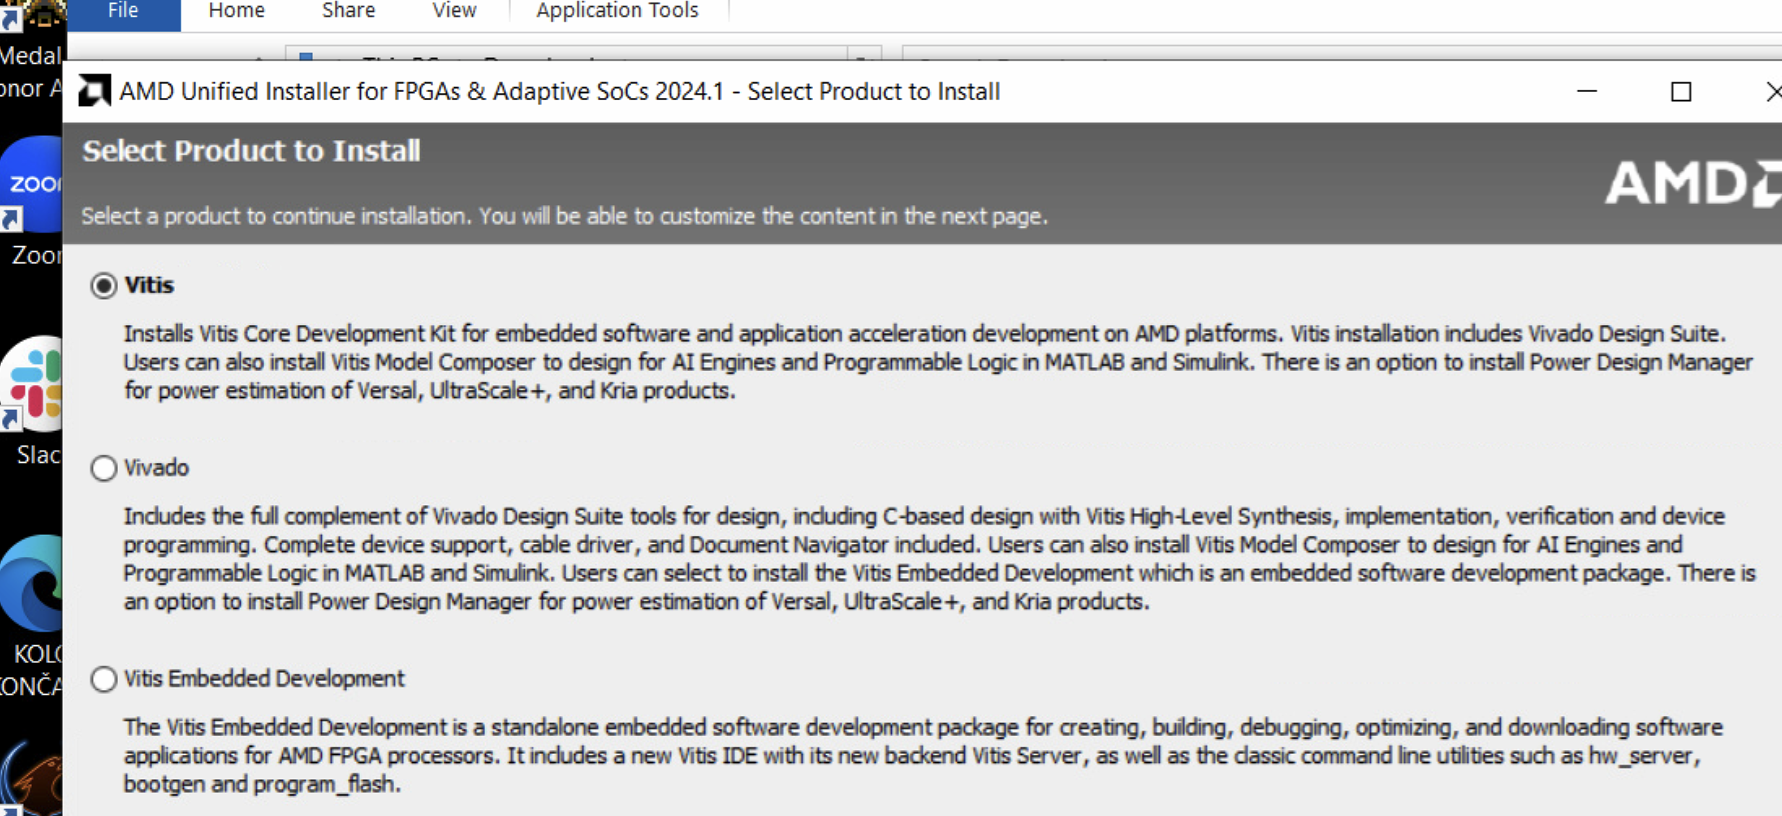 File Home Share View Application Tools
Medal
onor A
AMD Unified Installer for FPGAs & Adaptive SoCs 2024.1 - Select Product to Install
Select Product to Install
AMD
Select a product to continue installation. You will be able to customize the content in the next page.
zoo
Zoo
Vitis
Installs Vitis Core Development Kit for embedded software and application acceleration development on AMD platforms. Vitis installation includes Vivado Design Suite.
Users can also install Vitis Model Composer to design for AI Engines and Programmable Logic in MATLAB and Simulink. There is an option to install Power Design Manager
for power estimation of Versal, UltraScale+, and Kria products.
Slac
Vivado
Includes the full complement of Vivado Design Suite tools for design, including C-based design with Vitis High-Level Synthesis, implementation, verification and device
programming. Complete device support, cable driver, and Document Navigator included. Users can also install Vitis Model Composer to design for AI Engines and
Programmable Logic in MATLAB and Simulink. Users can select to install the Vitis Embedded Development which is an embedded software development package. There is
an option to install Power Design Manager for power estimation of Versal, UltraScale+, and Kria products.
KOLO
KONČA
Vitis Embedded Development
The Vitis Embedded Development is a standalone embedded software development package for creating, building, debugging, optimizing, and downloading software
applications for AMD FPGA processors. It includes a new Vitis IDE with its new backend Vitis Server, as well as the classic command line utilities such as hw_server,
bootgen and program_flash.